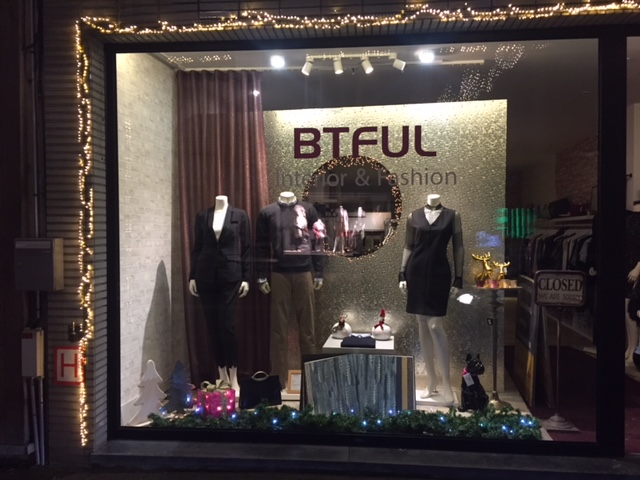 BTFUL
Interior & Fashion
CLOSED
H